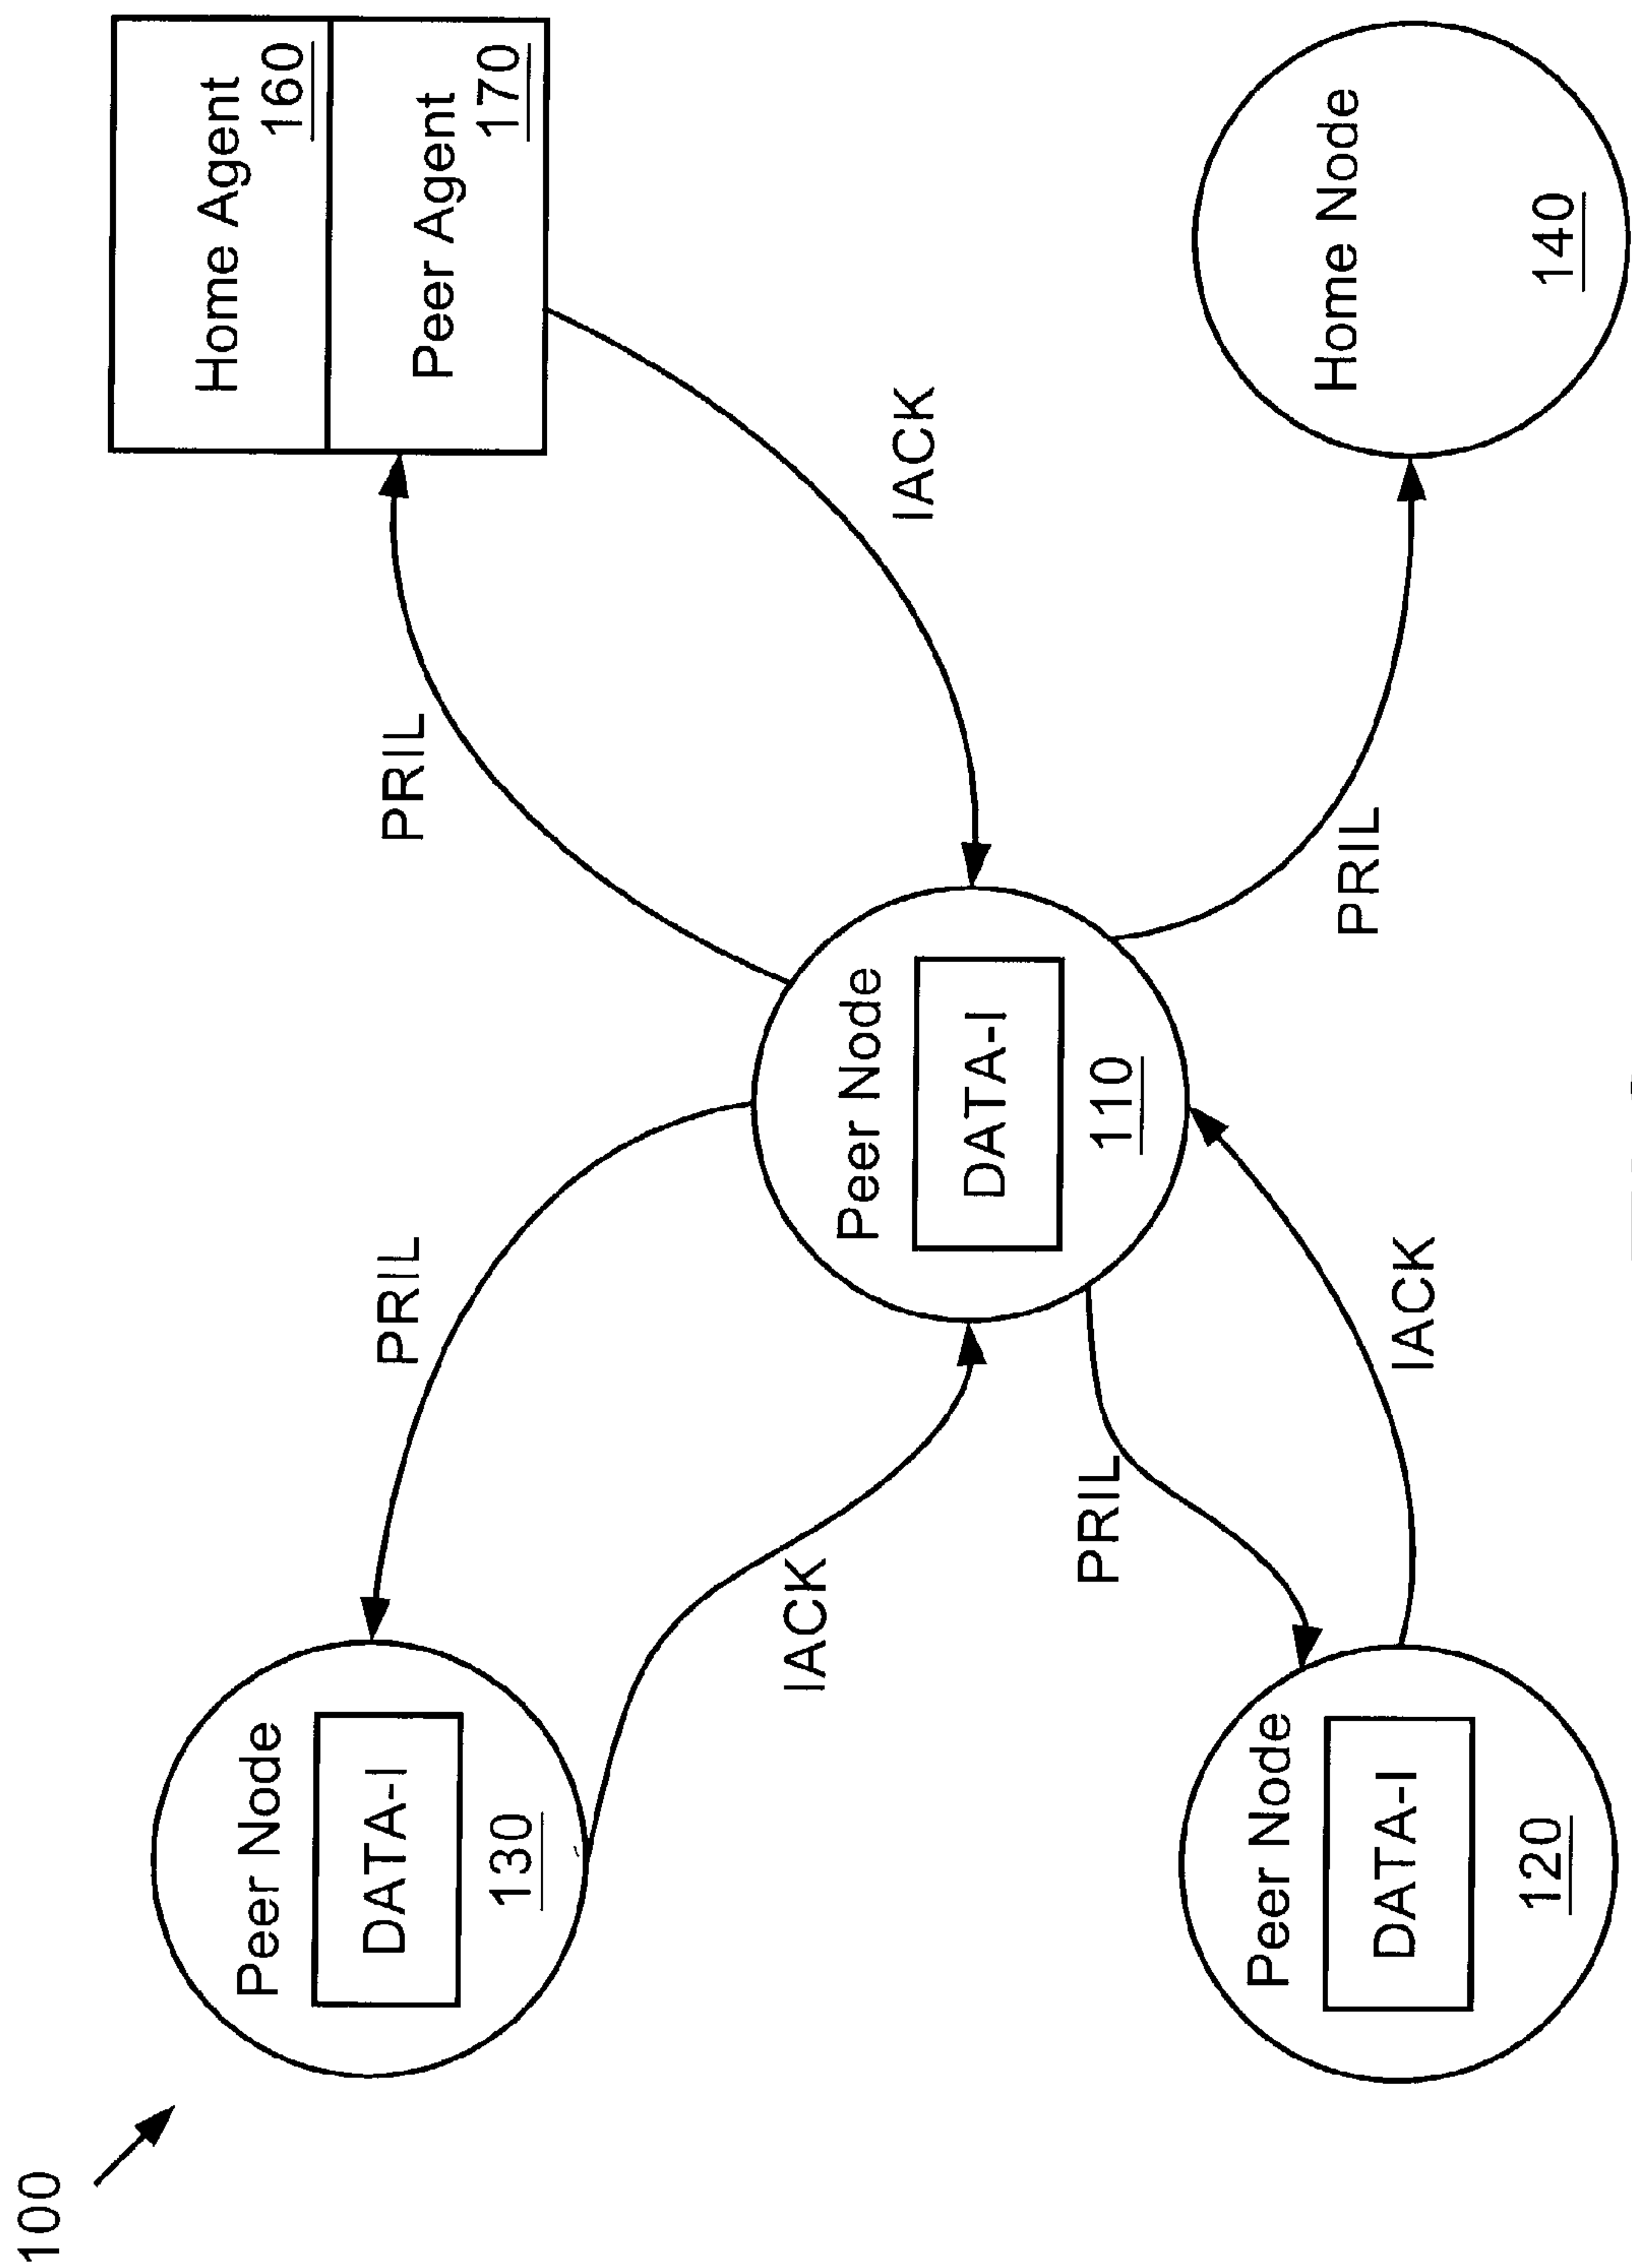 100
Peer Node
DATA-I
130
PRIL
IACK
Peer Node
DATA-I
120
PRIL
IACK
Peer Node
DATA-I
110
PRIL
IACK
PRIL
Home Agent
160
Peer Agent
170
Home Node
140